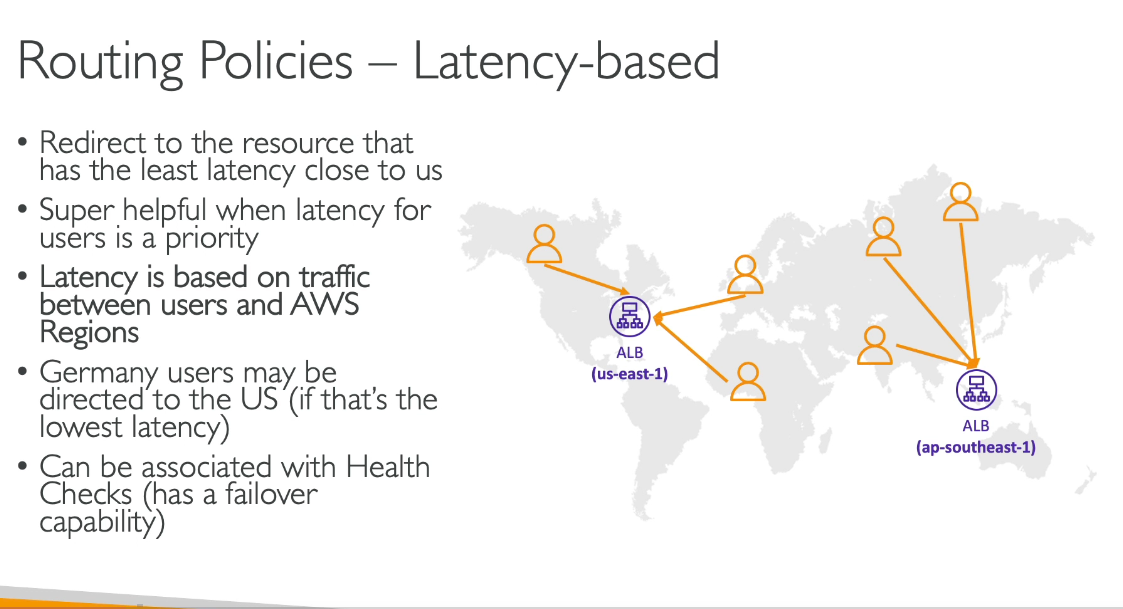 Routing Policies – Latency-based
• Redirect to the resource that
has the least latency close to us
• Super helpful when latency for
users is a priority
• Latency is based on traffic
between users and AWS
Regions
• Germany users may be
directed to the US (if that's the
lowest latency)
• Can be associated with Health
Checks (has a failover
capability)
ALB
(us-east-1)
ALB
(ap-southeast-1)